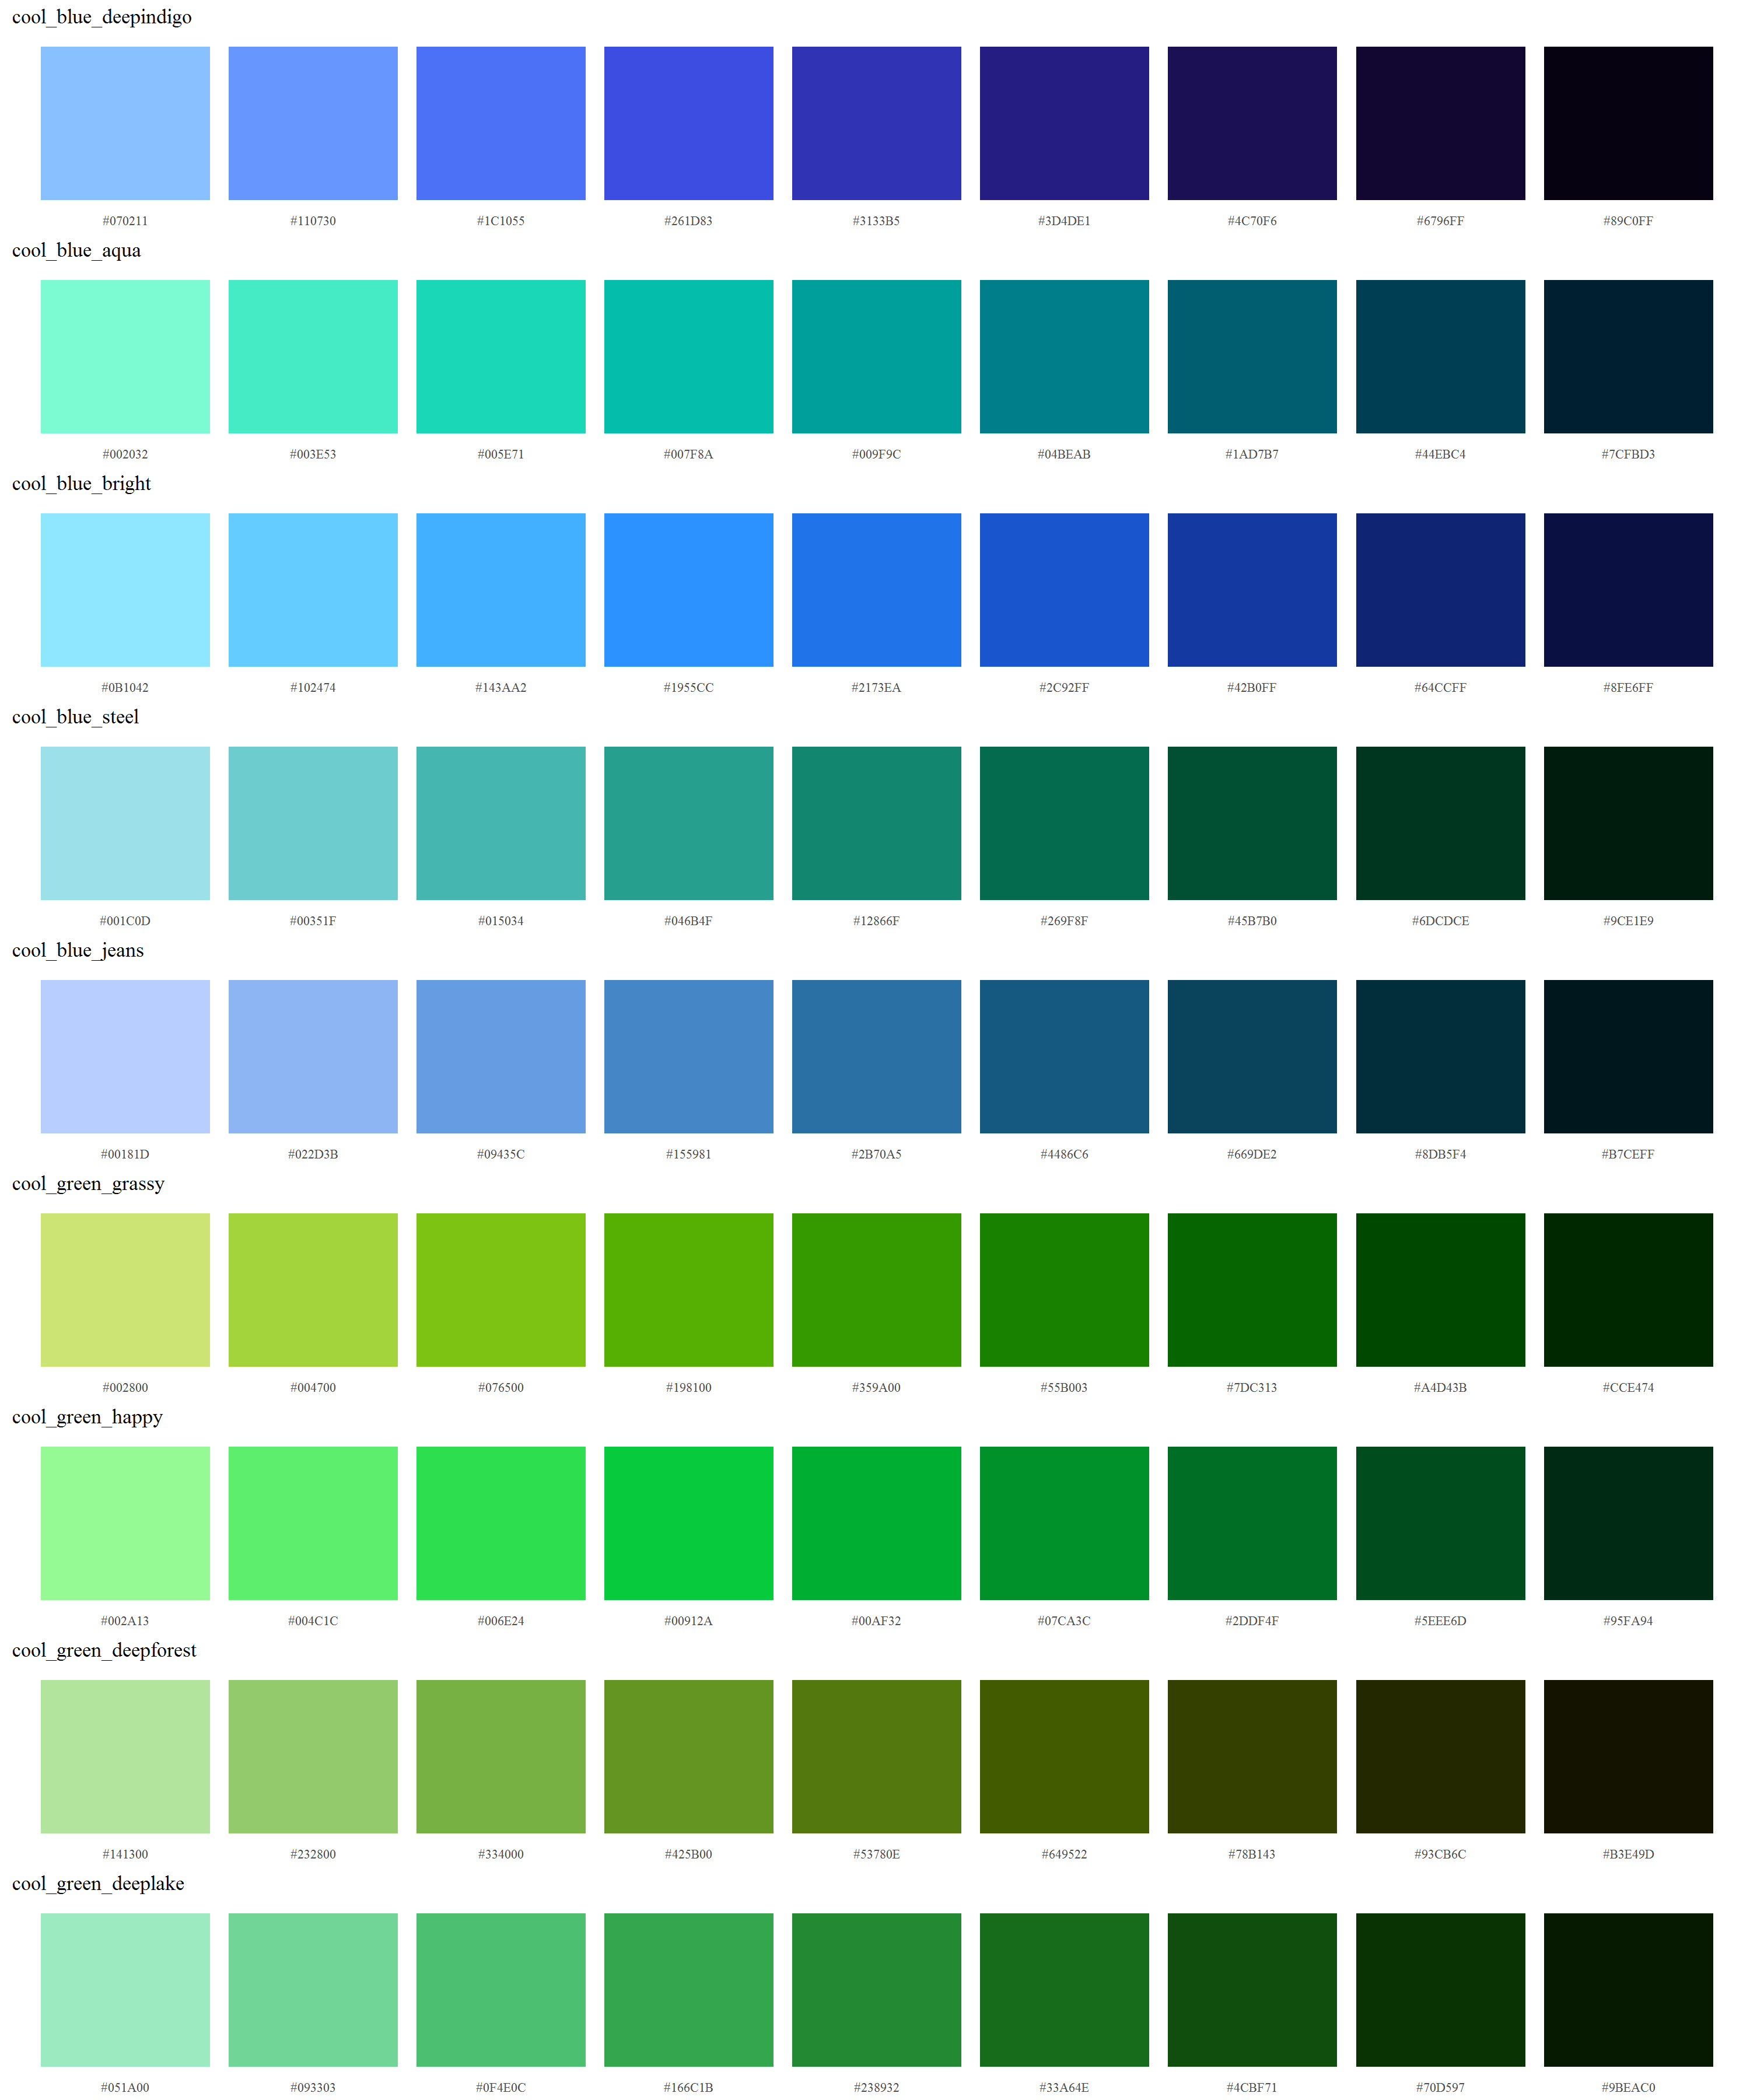 cool_blue_deepindigo
#070211 #110730 #1C1055 #261D83 #3133B5 #3D4DE1 #4C70F6 #6796FF #89C0FF
cool_blue_aqua
#002032 #003E53 #005E71 #007F8A #009F9C #04BEAB #1AD7B7 #44EBC4 #7CFBD3
cool_blue_bright
#0B1042 #102474 #143AA2 #1955CC #2173EA #2C92FF #42B0FF #64CCFF #8FE6FF
cool_blue_steel
#001C0D #00351F #015034 #046B4F #12866F #269F8F #45B7B0 #6DCDCE #9CE1E9
cool_blue_jeans
#00181D #022D3B #09435C #155981 #2B70A5 #4486C6 #669DE2 #8DB5F4 #B7CEFF
cool_green_grassy
#002800 #004700 #076500 #198100 #359A00 #55B003 #7DC313 #A4D43B #CCE474
cool_green_happy
#002A13 #004C1C #006E24 #00912A #00AF32 #07CA3C #2DDF4F #5EEE6D #95FA94
cool_green_deepforest
#141300 #232800 #334000 #425B00 #53780E #649522 #78B143 #93CB6C #B3E49D
cool_green_deeplake
#051A00 #093303 #0F4E0C #166C1B #238932 #33A64E #4CBF71 #70D597 #9BEAC0